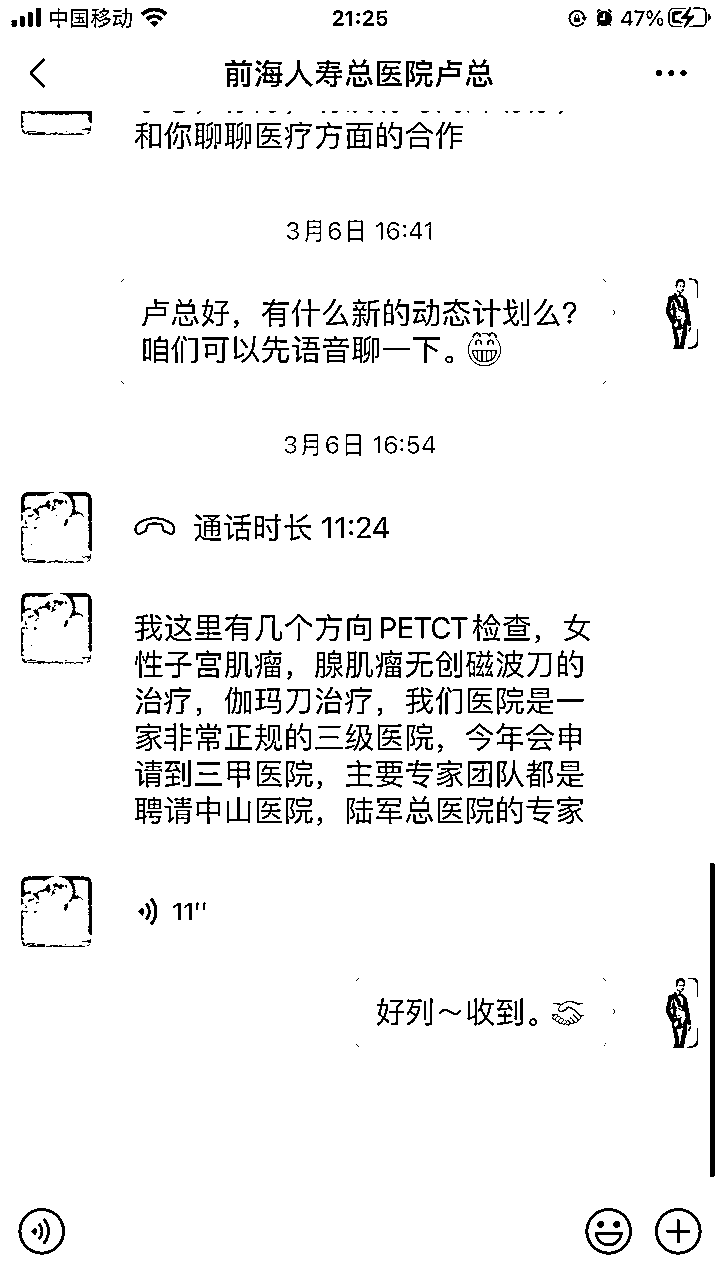 中国移动 21:25 47%
前海人寿总医院卢总
和你聊聊医疗方面的合作
3月6日 16:41
卢总好，有什么新的动态计划么？
咱们可以先语音聊一下。
3月6日 16:54
通话时长 11:24
我这里有几个方向PETCT检查，女
性子宫肌瘤，腺肌瘤无创磁波刀的
治疗，伽玛刀治疗，我们医院是一
家非常正规的三级医院，今年会申
请到三甲医院，主要专家团队都是
聘请中山医院，陆军总医院的专家
11″
好列～收到。